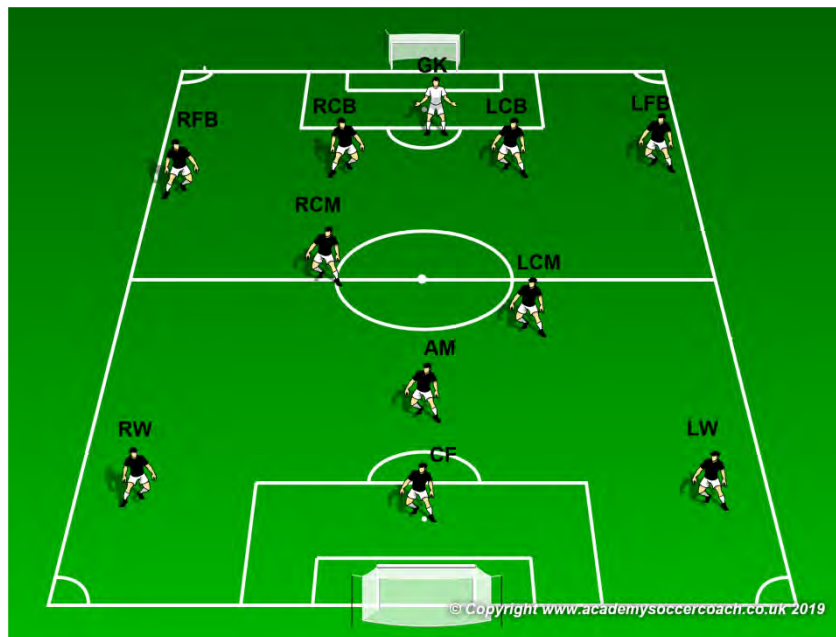 GK
RFB
RCB
LCB
LFB
RCM
LCM
AM
RW
CF
LW
© Copyright www.academysoccercoach.co.uk 2019